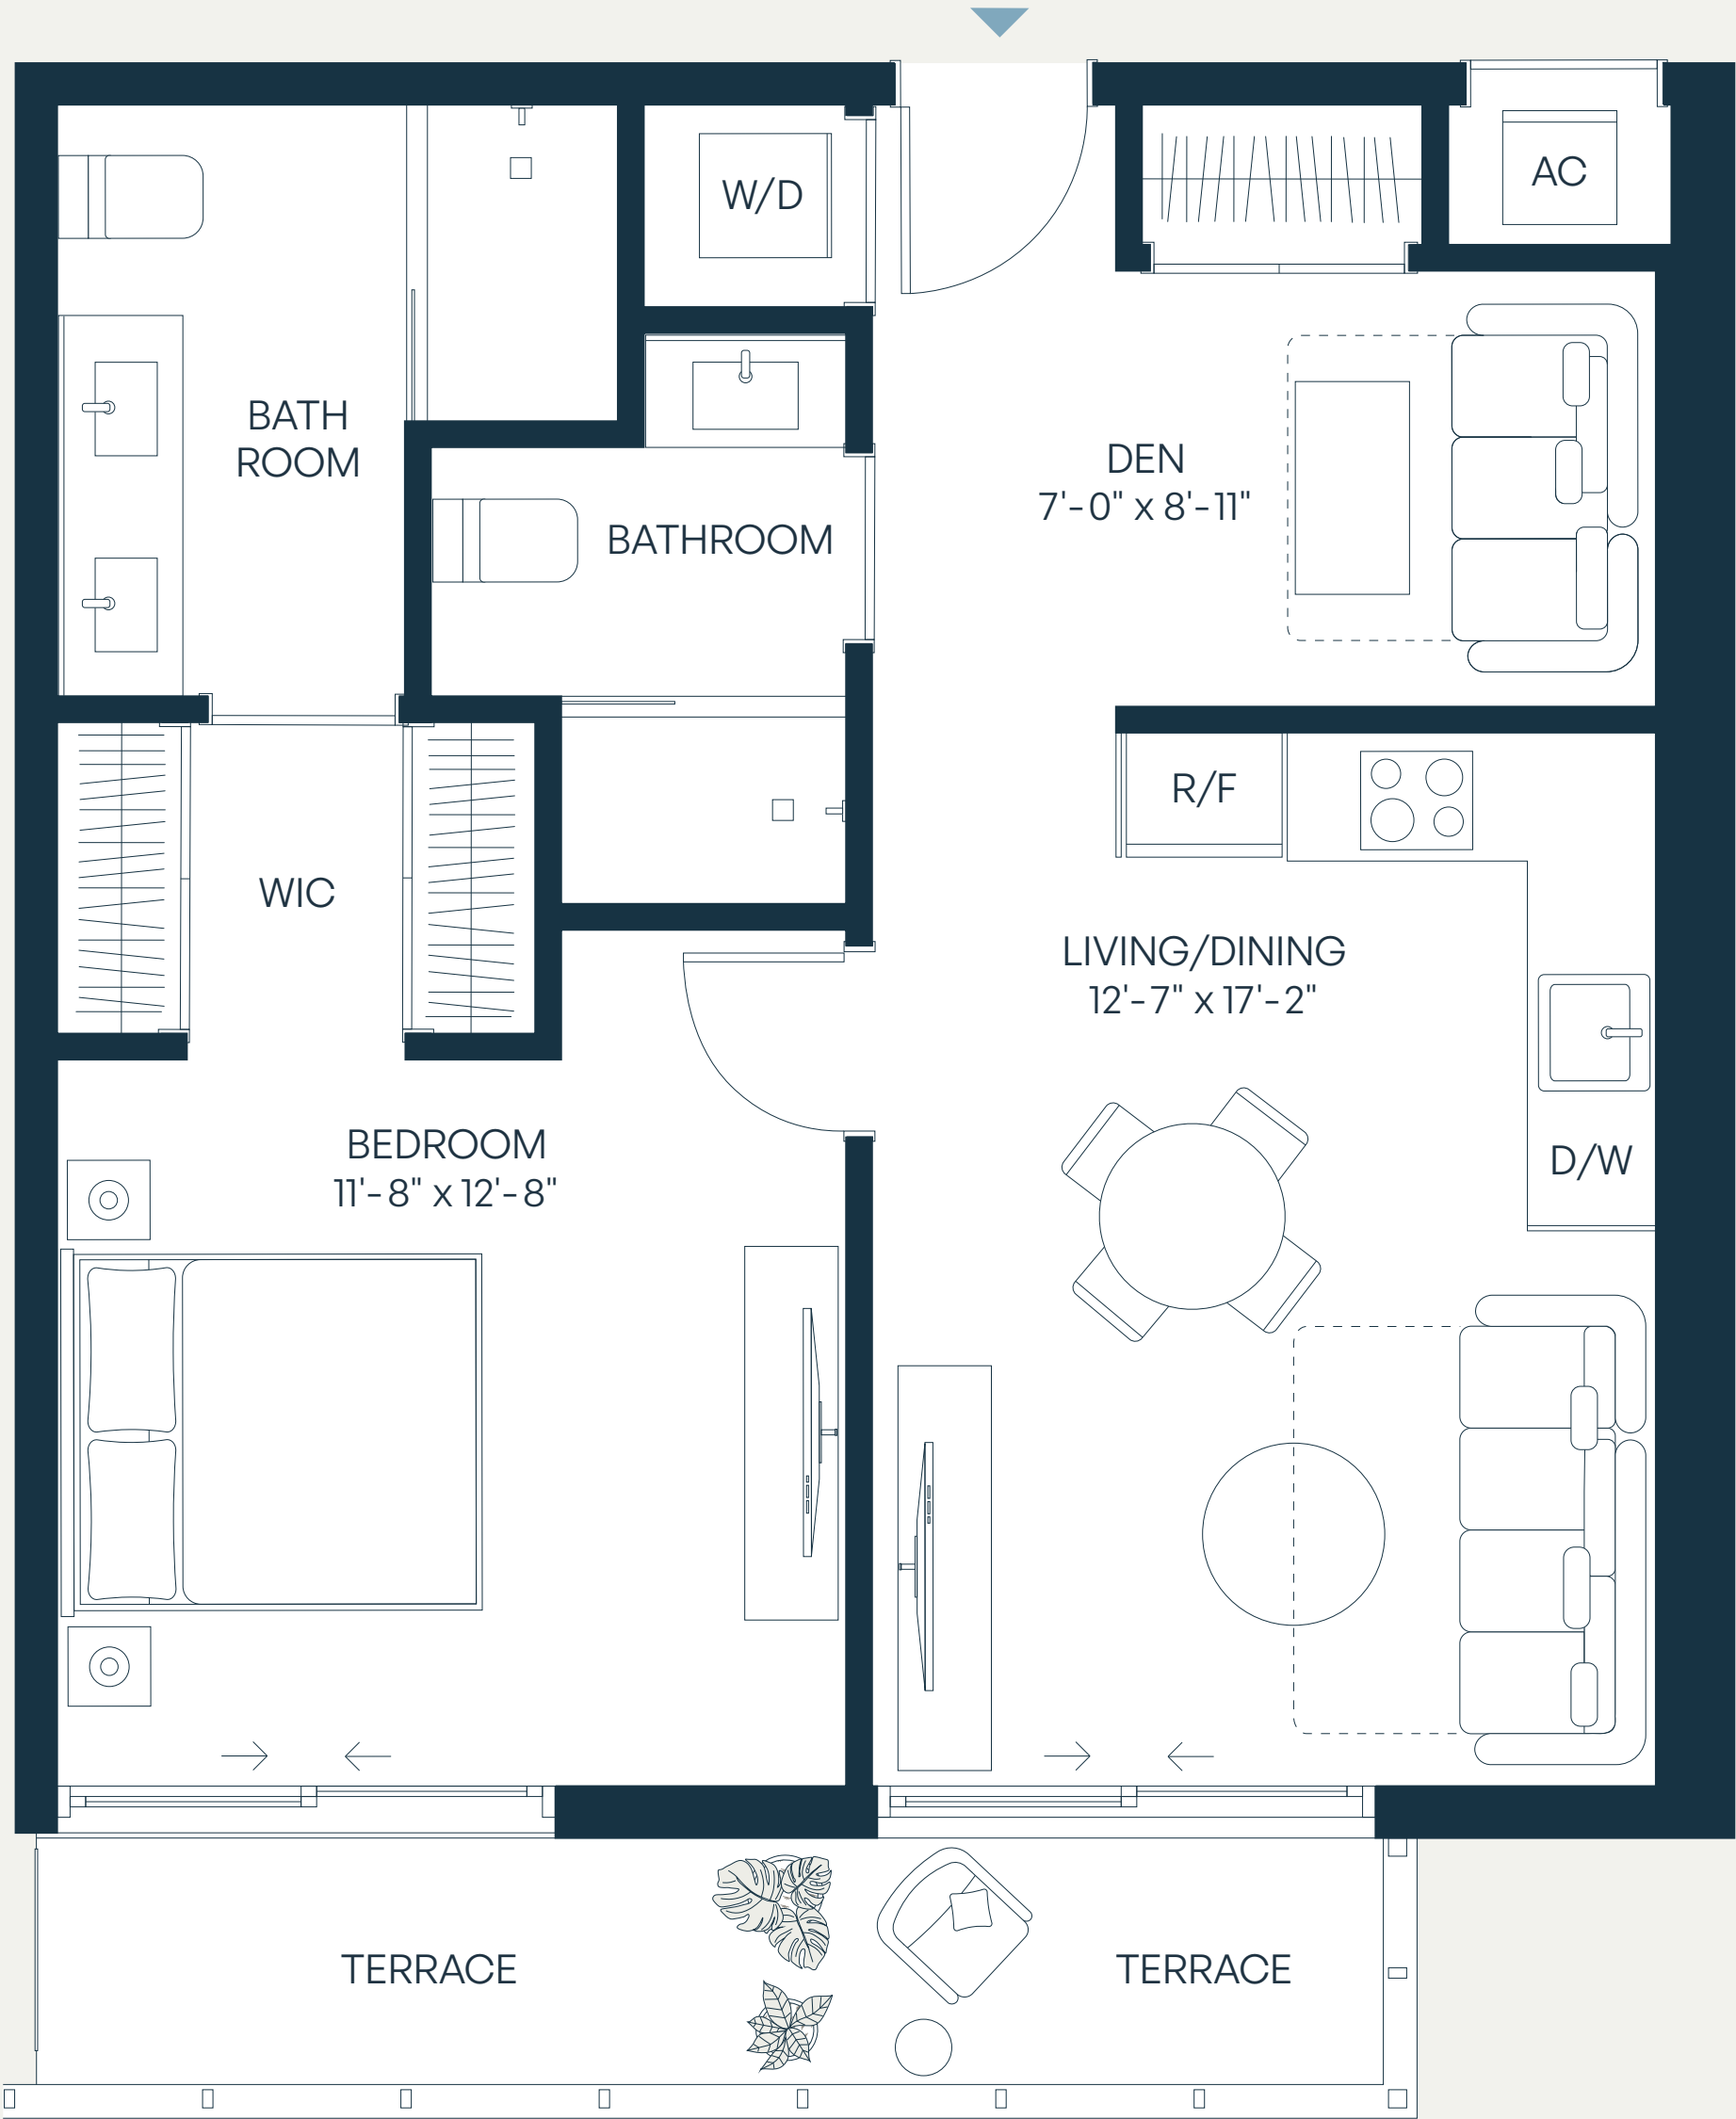 W/D
AC
BATH
ROOM
DEN
7'-0" x 8'-11"
BATHROOM
R/F
WIC
LIVING/DINING
12'-7" x 17'-2"
BEDROOM
11'-8" x 12'-8"
D/W
TERRACE
TERRACE